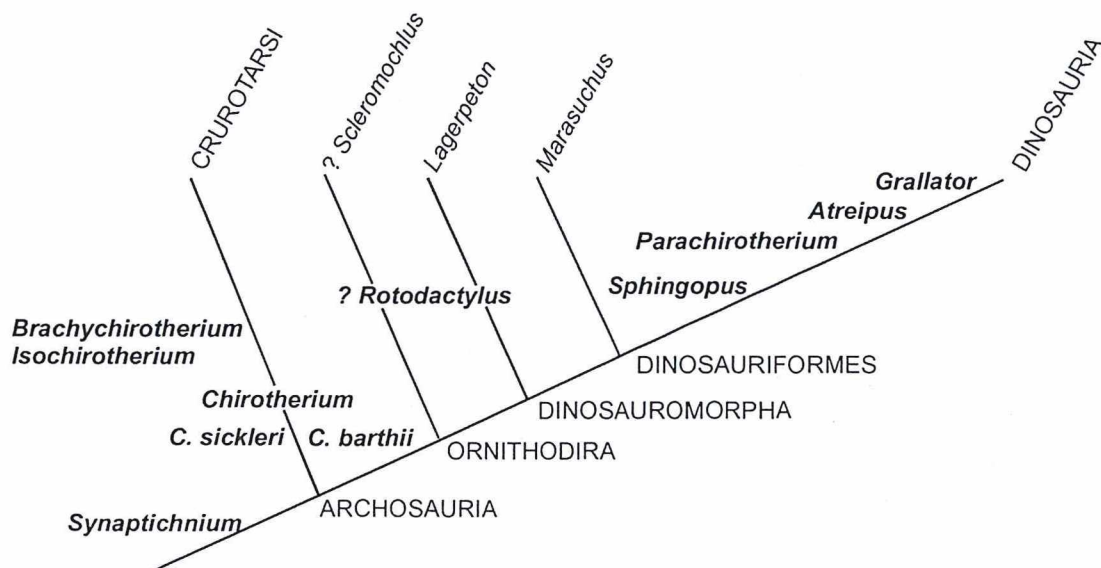 CRUROTARSI
? Scleromochlus
Lagerpeton
Marasuchus
DINOSAURIA
Grallator
Atreipus
Parachirotherium
Sphingopus
? Rotodactylus
Brachychirotherium
Isochirotherium
DINOSAURIFORMES
Chirotherium
DINOSAUROMORPHA
C. sickleri
C. barthii
ORNITHODIRA
ARCHOSAURIA
Synaptichnium